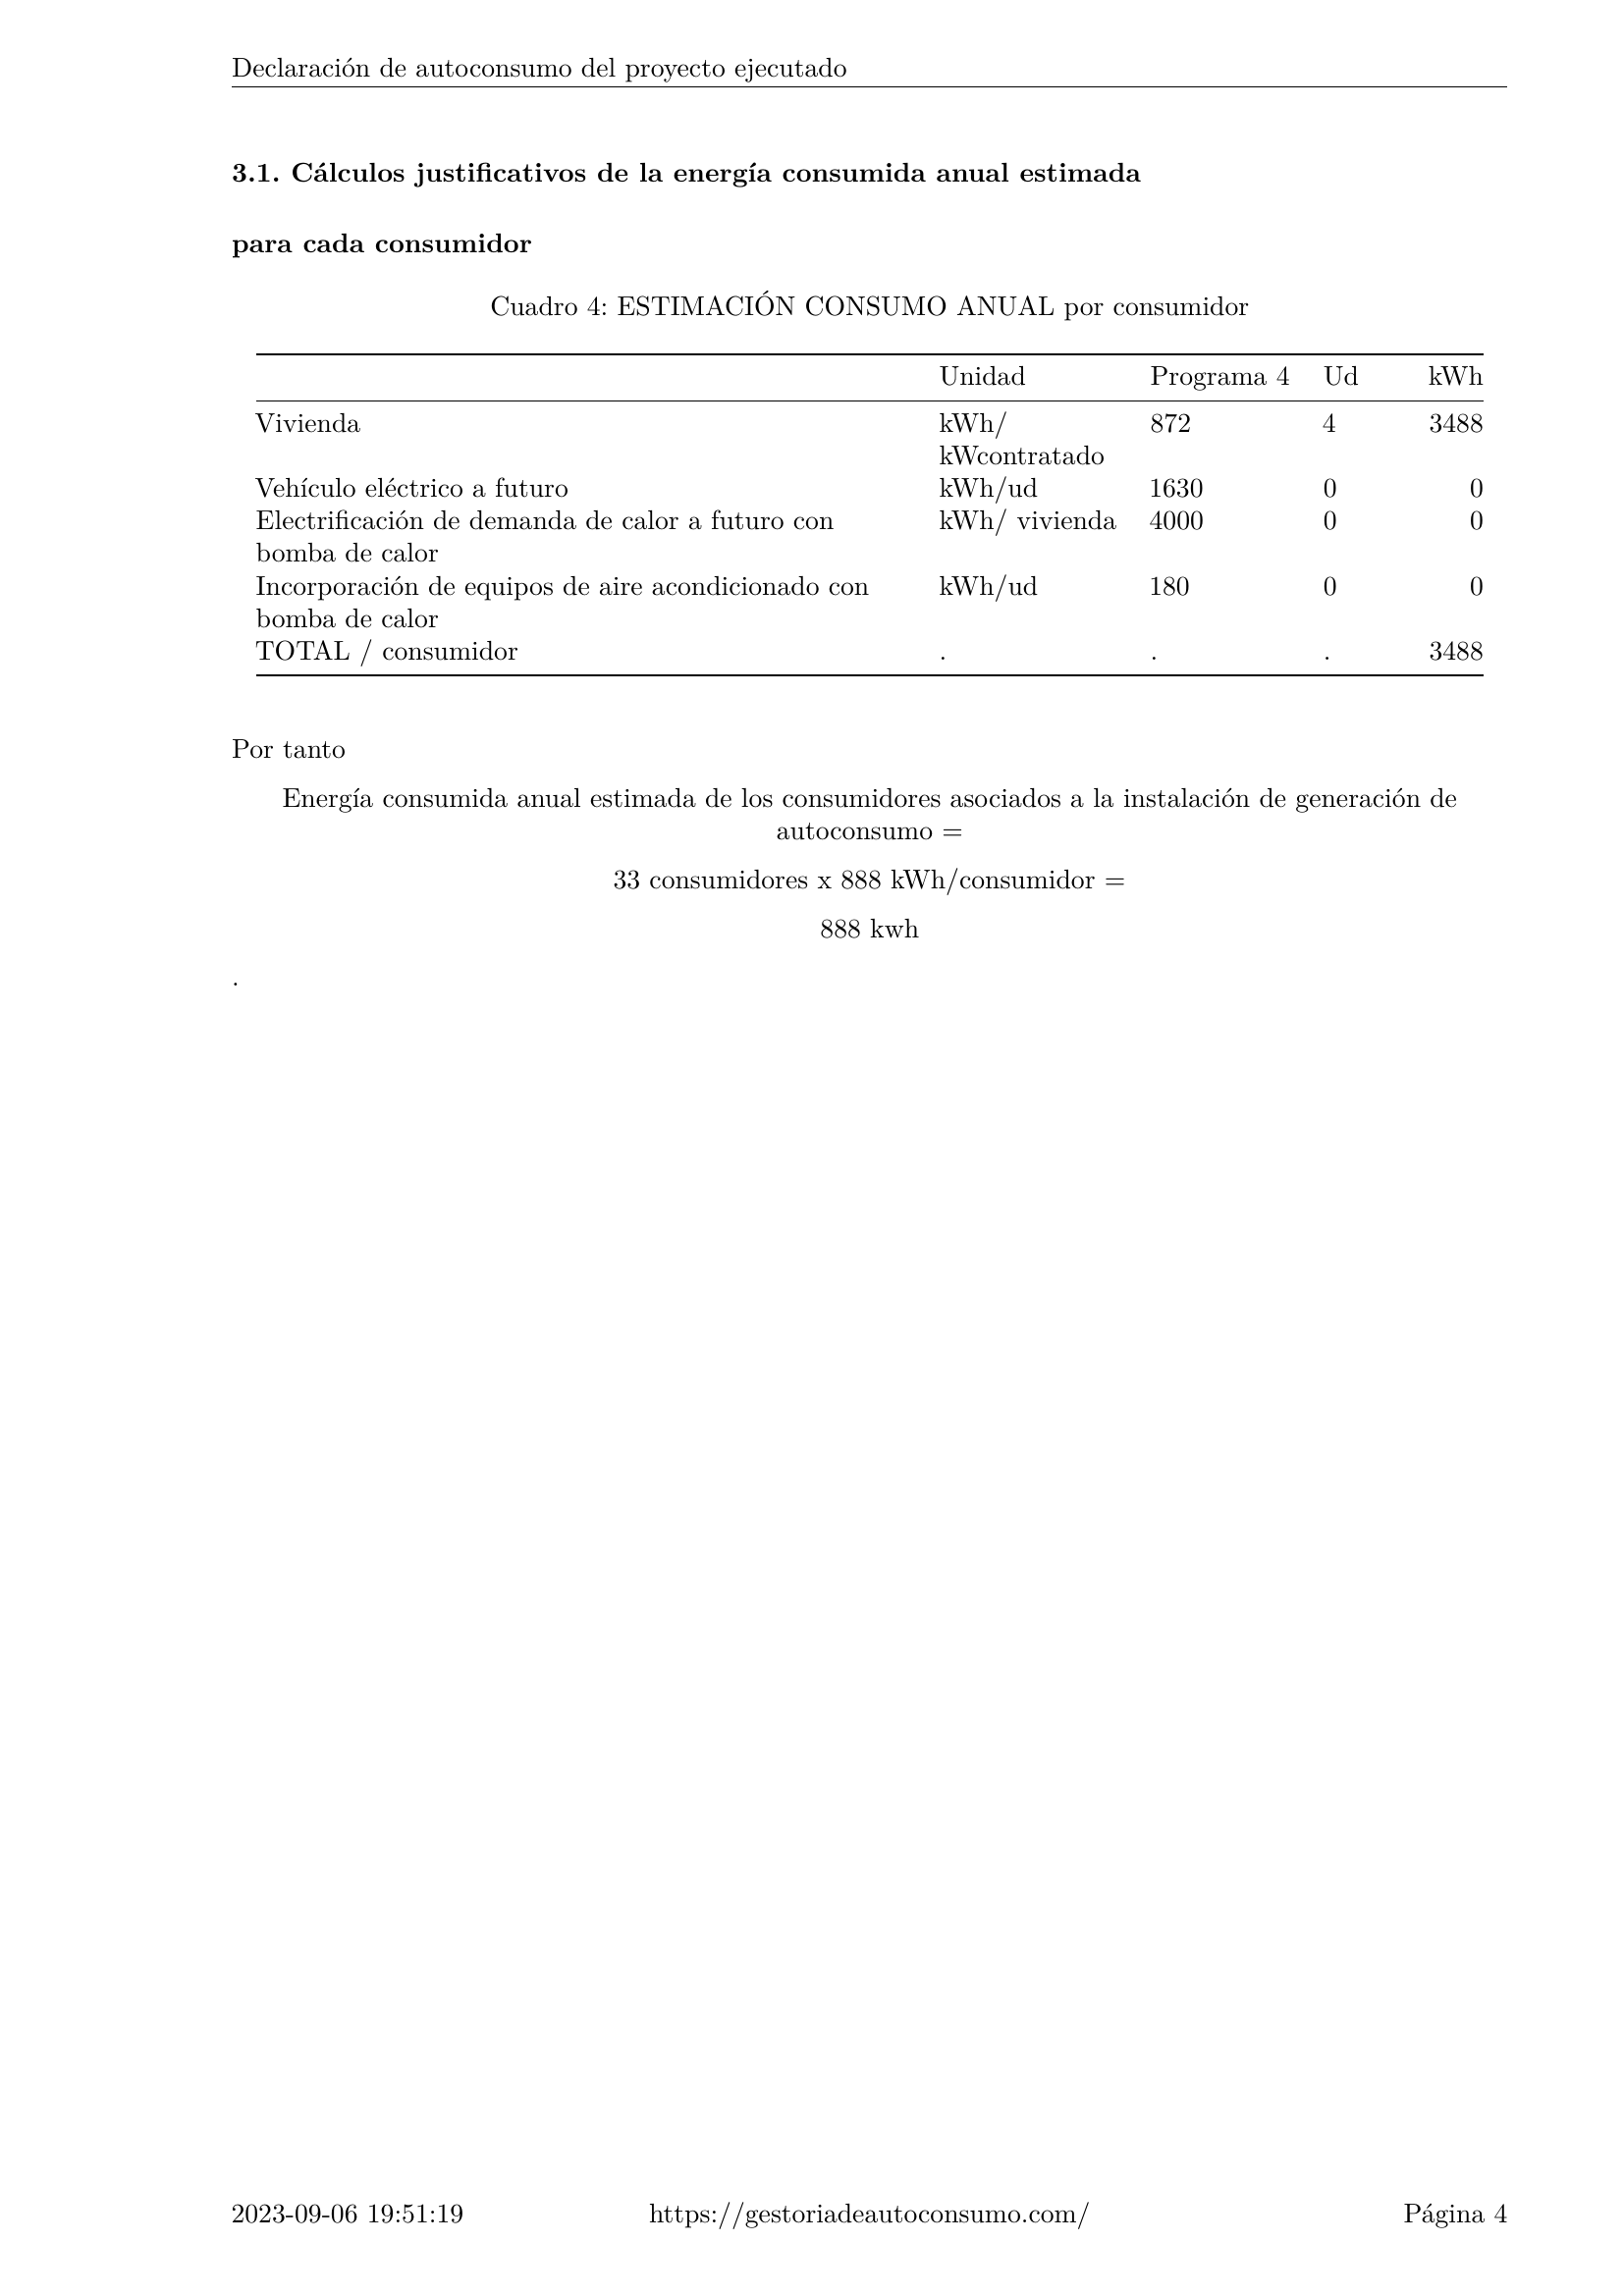 Declaración de autoconsumo del proyecto ejecutado
3.1. Cálculos justificativos de la energía consumida anual estimada
para cada consumidor
Cuadro 4: ESTIMACIÓN CONSUMO ANUAL por consumidor
Unidad Programa 4 Ud kWh
Vivienda kWh/ 872 4 3488
kWcontratado
Vehículo eléctrico a futuro kWh/ud 1630 0 0
Electrificación de demanda de calor a futuro con kWh/ vivienda 4000 0 0
bomba de calor
Incorporación de equipos de aire acondicionado con kWh/ud 180 0 0
bomba de calor
TOTAL / consumidor . . . 3488
Por tanto
Energía consumida anual estimada de los consumidores asociados a la instalación de generación de
autoconsumo =
33 consumidores x 888 kWh/consumidor =
888 kwh
.
2023-09-06 19:51:19 https://gestoriadeautoconsumo.com/ Página 4